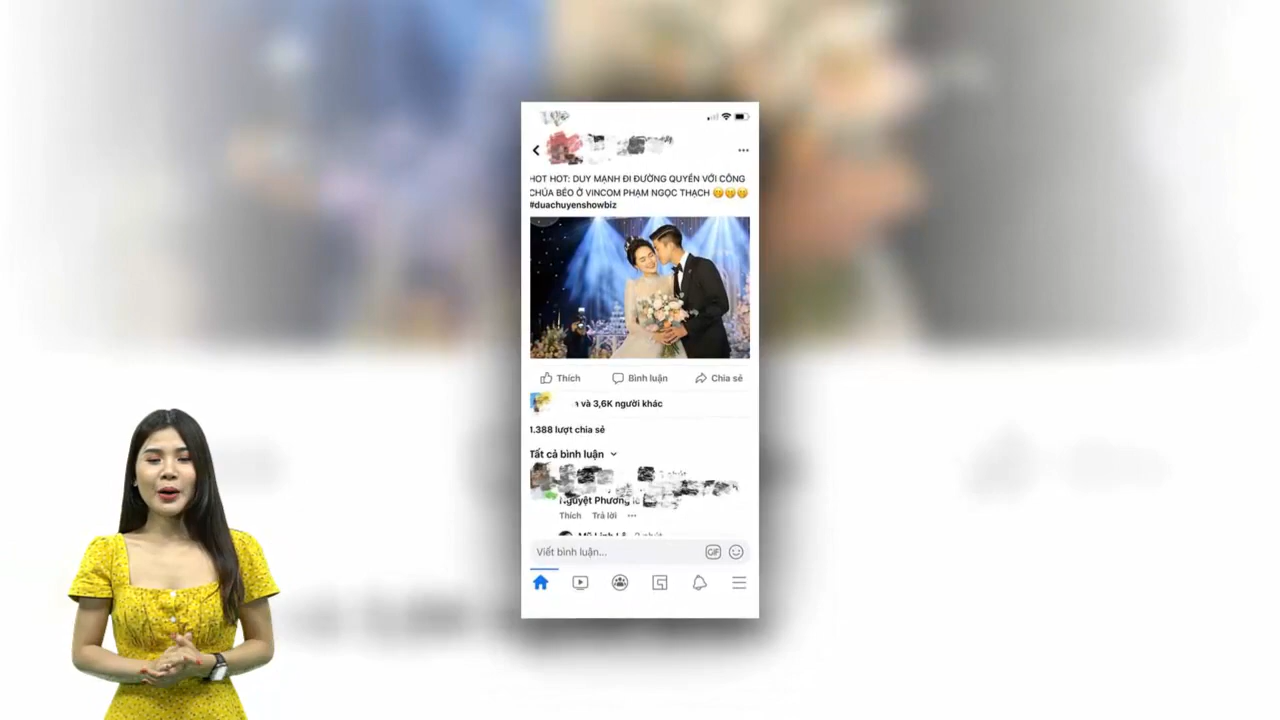 HOT HOT: DUY MẠNH ĐI ĐƯỜNG QUYỀN VỚI CÔNG
CHÚA BÉO Ở VINCOM PHẠM NGỌC THẠCH 🤭🤭🤭
#duachuyenshowbiz
Thích Bình luận Chia sẻ
và 3,6K người khác
1.388 lượt chia sẻ
Tất cả bình luận
Nguyệt Phương
Thích Trả lời ...
Viết bình luận... GIF